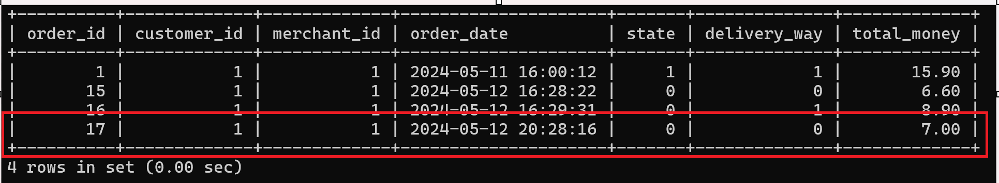 +----------+-------------+-------------+---------------------+-------+--------------+-------------+
| order_id | customer_id | merchant_id | order_date          | state | delivery_way | total_money |
+----------+-------------+-------------+---------------------+-------+--------------+-------------+
|        1 |           1 |           1 | 2024-05-11 16:00:12 |     1 |            1 |       15.90 |
|       15 |           1 |           1 | 2024-05-12 16:28:22 |     0 |            0 |        6.60 |
|       16 |           1 |           1 | 2024-05-12 16:29:31 |     0 |            1 |        8.90 |
|       17 |           1 |           1 | 2024-05-12 20:28:16 |     0 |            0 |        7.00 |
+----------+-------------+-------------+---------------------+-------+--------------+-------------+
4 rows in set (0.00 sec)